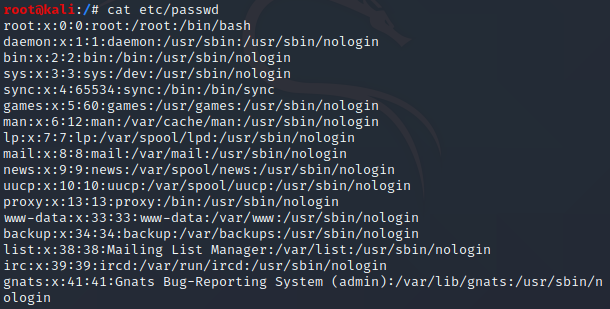 root@kali:/# cat etc/passwd
root:x:0:0:root:/root:/bin/bash
daemon:x:1:1:daemon:/usr/sbin:/usr/sbin/nologin
bin:x:2:2:bin:/bin:/usr/sbin/nologin
sys:x:3:3:sys:/dev:/usr/sbin/nologin
sync:x:4:65534:sync:/bin:/bin/sync
games:x:5:60:games:/usr/games:/usr/sbin/nologin
man:x:6:12:man:/var/cache/man:/usr/sbin/nologin
lp:x:7:7:lp:/var/spool/lpd:/usr/sbin/nologin
mail:x:8:8:mail:/var/mail:/usr/sbin/nologin
news:x:9:9:news:/var/spool/news:/usr/sbin/nologin
uucp:x:10:10:uucp:/var/spool/uucp:/usr/sbin/nologin
proxy:x:13:13:proxy:/bin:/usr/sbin/nologin
www-data:x:33:33:www-data:/var/www:/usr/sbin/nologin
backup:x:34:34:backup:/var/backups:/usr/sbin/nologin
list:x:38:38:Mailing List Manager:/var/list:/usr/sbin/nologin
irc:x:39:39:ircd:/var/run/ircd:/usr/sbin/nologin
gnats:x:41:41:Gnats Bug-Reporting System (admin):/var/lib/gnats:/usr/sbin/n
ologin